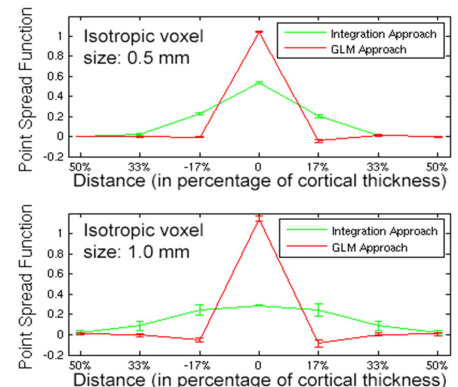 Isotropic voxel
size: 0.5 mm
Integration Approach
GLM Approach
Point Spread Function
1
0.8
0.6
0.4
0.2
0
-0.2
50% 33% -17% 0 17% 33% 50%
Distance (in percentage of cortical thickness)
Isotropic voxel
size: 1.0 mm
Integration Approach
GLM Approach
Point Spread Function
1
0.8
0.6
0.4
0.2
0
-0.2
50% 33% -17% 0 17% 33% 50%
Distance (in percentage of cortical thickness)